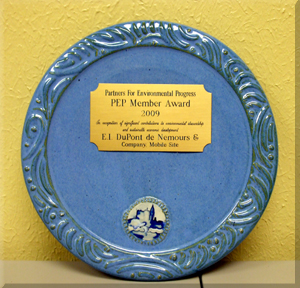 Partners For Environmental Progress
PEP Member Award
2009
In recognition of significant contributions to environmental stewardship
and sustainable economic development
E.I. DuPont de Nemours &
Company, Mobile Site